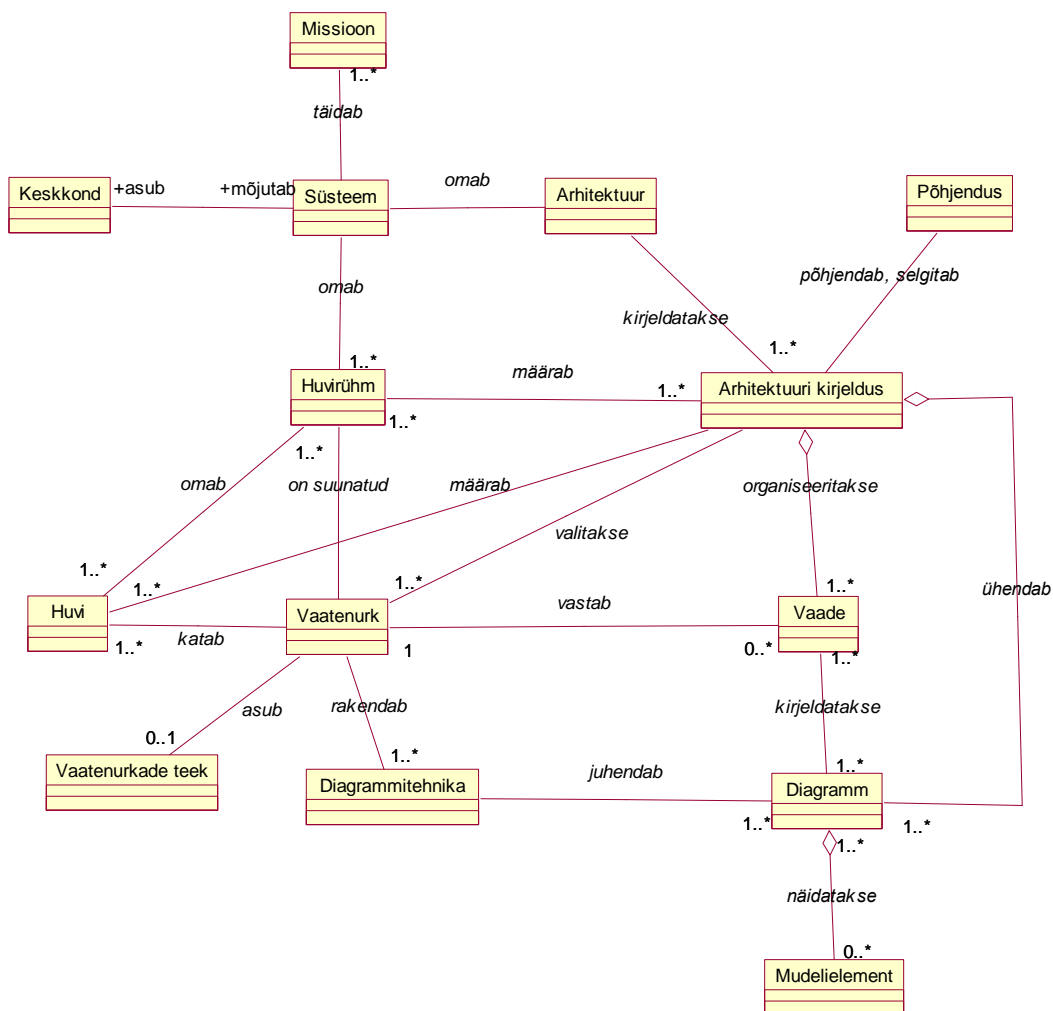 Missioon
1..*
täidab
Keskkond
+asub
+mõjutab
Süsteem
omab
Arhitektuur
Põhjendus
omab
põhjendab, selgitab
kirjeldatakse
1..*
1..*
Huvirühm
määrab
1..*
Arhitektuuri kirjeldus
1..*
1..*
omab
on suunatud
määrab
organiseeritakse
valitakse
1..*
1..*
1..*
1..*
ühendab
Huvi
Vaatenurk
vastab
Vaade
1..*
katab
1
0..*
1..*
asub
rakendab
kirjeldatakse
0..1
1..*
1..*
Vaatenurkade teek
Diagrammitehnika
juhendab
Diagramm
1..*
1..*
1..*
näidatakse
0..*
Mudelielement